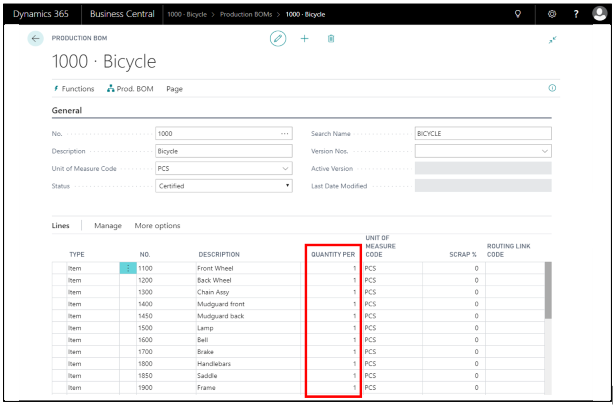 Dynamics 365 Business Central 1000 · Bicycle > Production BOMs > 1000 · Bicycle ?
PRODUCTION BOM
1000 · Bicycle
Functions Prod. BOM Page
General
No. 1000 ... Search Name BICYCLE
Description Bicycle Version Nos.
Unit of Measure Code PCS Active Version
Status Certified Last Date Modified
Lines Manage More options
TYPE NO. DESCRIPTION QUANTITY PER UNIT OF MEASURE CODE SCRAP % ROUTING LINK CODE
Item 1100 Front Wheel 1 PCS 0
Item 1200 Back Wheel 1 PCS 0
Item 1300 Chain Assy 1 PCS 0
Item 1400 Mudguard front 1 PCS 0
Item 1450 Mudguard back 1 PCS 0
Item 1500 Lamp 1 PCS 0
Item 1600 Bell 1 PCS 0
Item 1700 Brake 1 PCS 0
Item 1800 Handlebars 1 PCS 0
Item 1850 Saddle 1 PCS 0
Item 1900 Frame 1 PCS 0